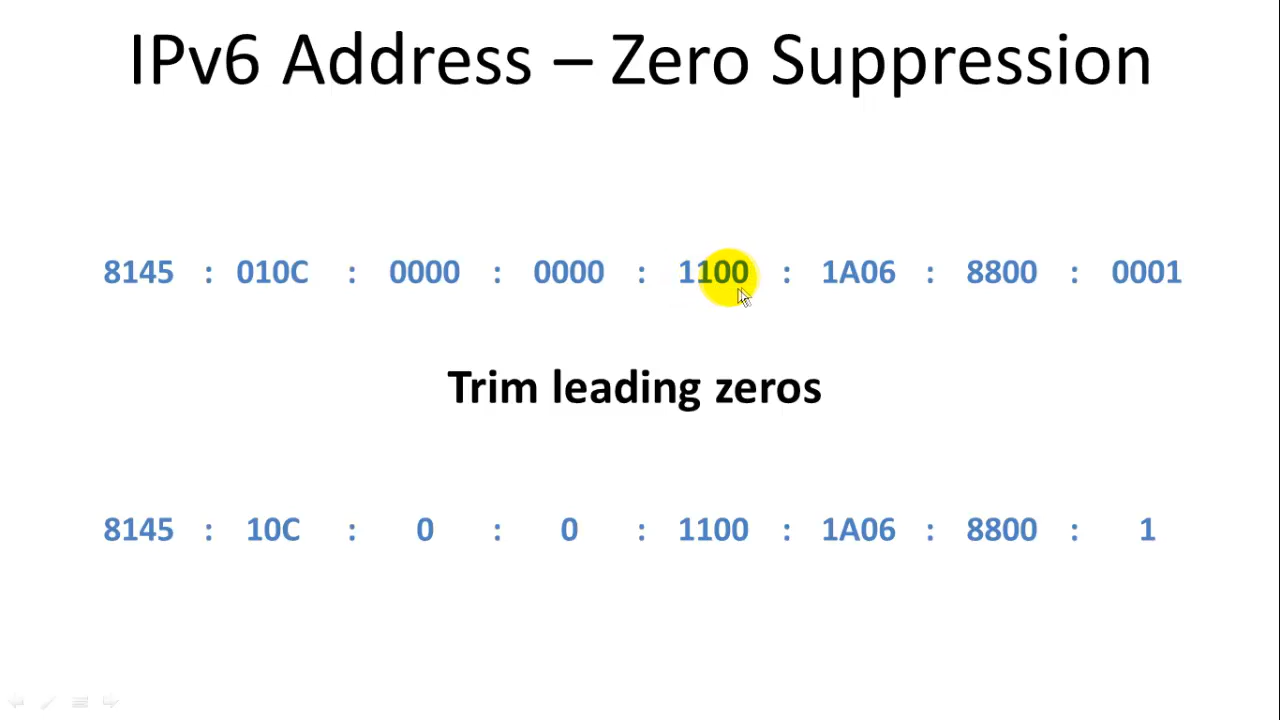 IPv6 Address – Zero Suppression
8145 : 010C : 0000 : 0000 : 1100 : 1A06 : 8800 : 0001
Trim leading zeros
8145 : 10C : 0 : 0 : 1100 : 1A06 : 8800 : 1